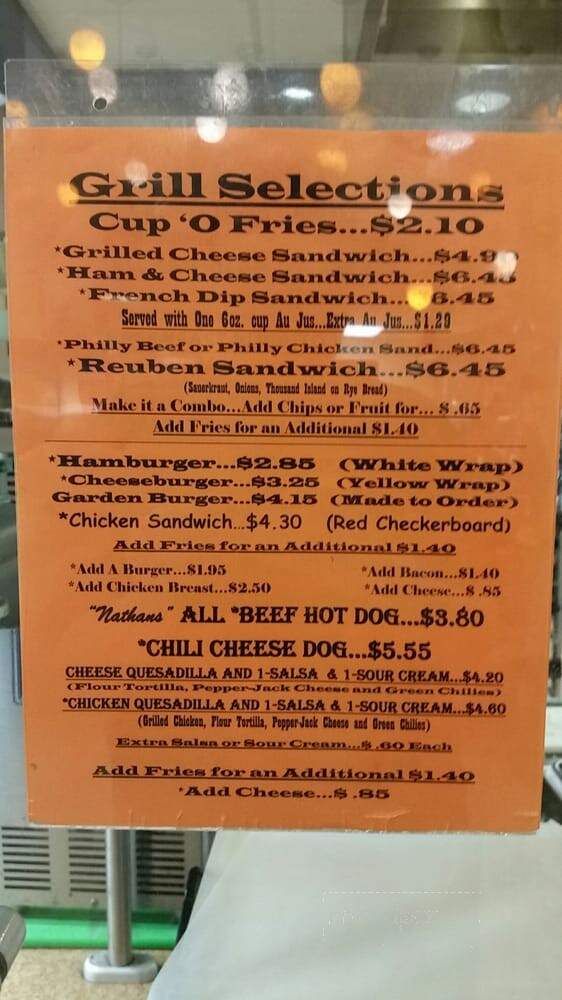 Grill Selections
Cup 'O Fries...$2.10
*Grilled Cheese Sandwich...$4.9
*Ham & Cheese Sandwich...$6.45
*French Dip Sandwich... 6.45
Served with One 6oz. cup Au Jus...Extra Au Jus...$1.29
*Philly Beef or Philly Chicken Sand...$6.45
*Reuben Sandwich...$6.45
(Sauerkraut, Onions, Thousand Island on Rye Bread)
Make it a Combo...Add Chips or Fruit for... $ .65
Add Fries for an Additional $1.40
*Hamburger...$2.85 (White Wrap)
*Cheeseburger...$3.25 (Yellow Wrap)
Garden Burger...$4.15 (Made to Order)
*Chicken Sandwich...$4.30 (Red Checkerboard)
Add Fries for an Additional $1.40
*Add A Burger...$1.95 *Add Bacon...$1.40
*Add Chicken Breast...$2.50 *Add Cheese...$ .85
"Nathans" ALL *BEEF HOT DOG...$3.80
*CHILI CHEESE DOG...$5.55
CHEESE QUESADILLA AND 1-SALSA & 1-SOUR CREAM...$4.20
(Flour Tortilla, Pepper-Jack Cheese and Green Chilies)
*CHICKEN QUESADILLA AND 1-SALSA & 1-SOUR CREAM...$4.60
(Grilled Chicken, Flour Tortilla, Popper-Jack Cheese and Green Chilies)
Extra Salsa or Sour Cream...$ .60 Each
Add Fries for an Additional $1.40
*Add Cheese...$ .85